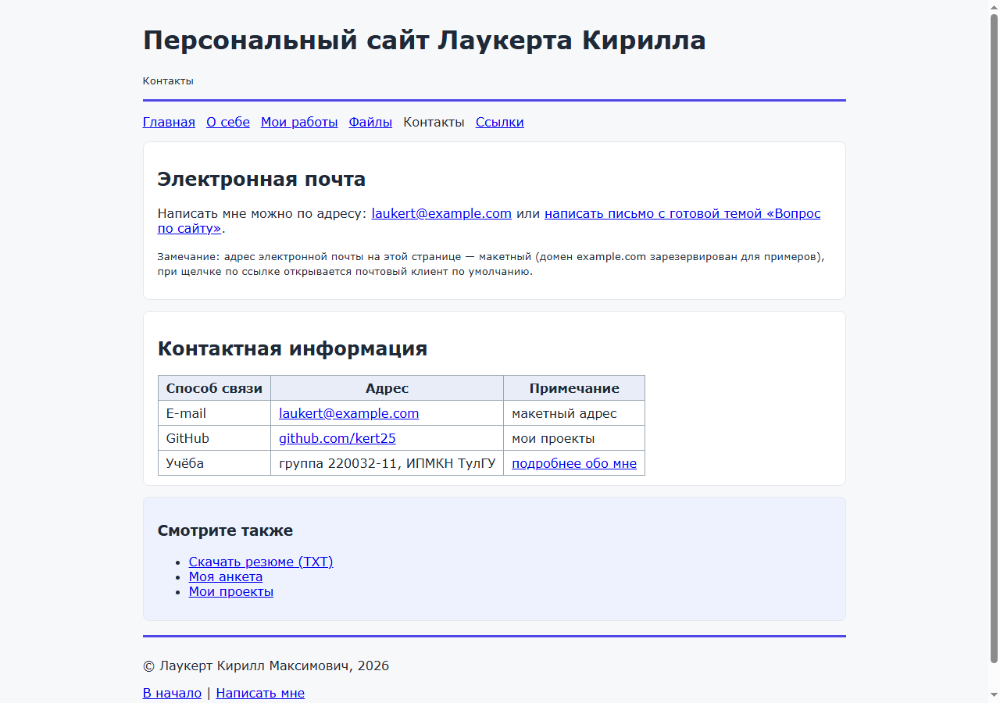 Персональный сайт Лаукерта Кирилла
Контакты
Главная О себе Мои работы Файлы Контакты Ссылки
Электронная почта
Написать мне можно по адресу: laukert@example.com или написать письмо с готовой темой «Вопрос
по сайту».
Замечание: адрес электронной почты на этой странице — макетный (домен example.com зарезервирован для примеров),
при щелчке по ссылке открывается почтовый клиент по умолчанию.
Контактная информация
Способ связи Адрес Примечание
E-mail laukert@example.com макетный адрес
GitHub github.com/kert25 мои проекты
Учёба группа 220032-11, ИПМКН ТулГУ подробнее обо мне
Смотрите также
Скачать резюме (TXT)
Моя анкета
Мои проекты
© Лаукерт Кирилл Максимович, 2026
В начало | Написать мне